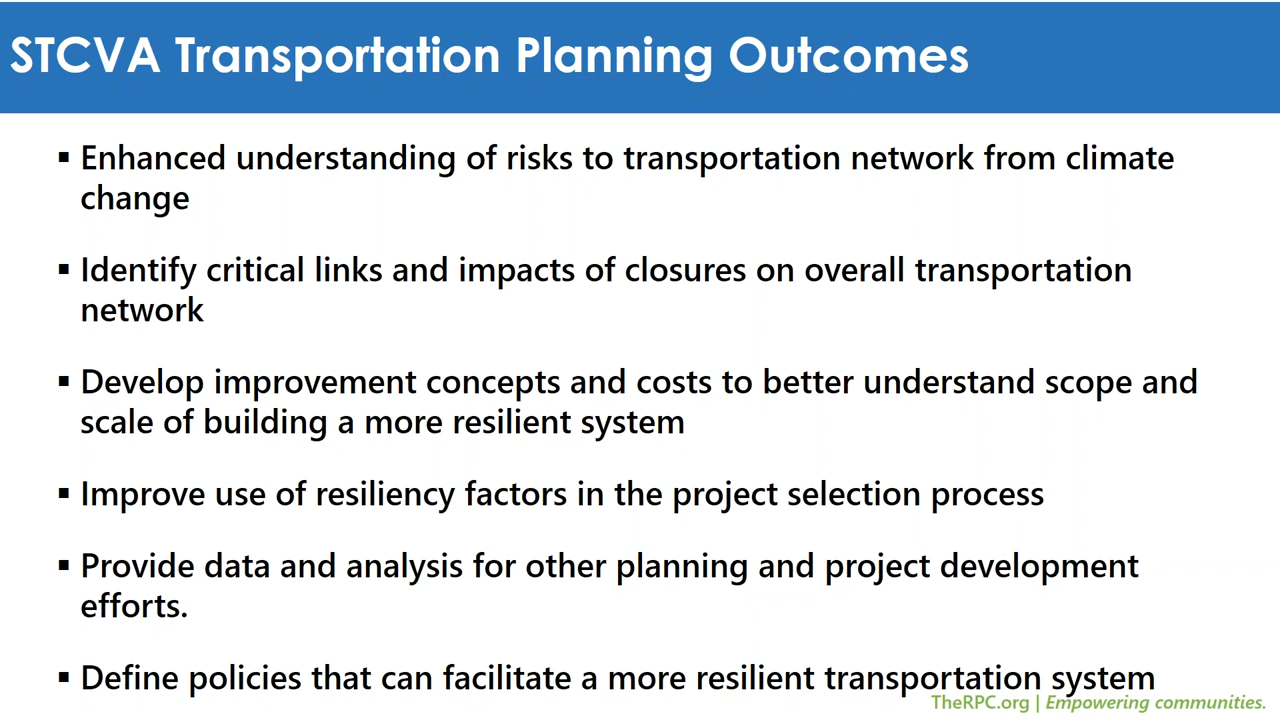 STCVA Transportation Planning Outcomes
▪ Enhanced understanding of risks to transportation network from climate
change
▪ Identify critical links and impacts of closures on overall transportation
network
▪ Develop improvement concepts and costs to better understand scope and
scale of building a more resilient system
▪ Improve use of resiliency factors in the project selection process
▪ Provide data and analysis for other planning and project development
efforts.
▪ Define policies that can facilitate a more resilient transportation system
TheRPC.org | Empowering communities.